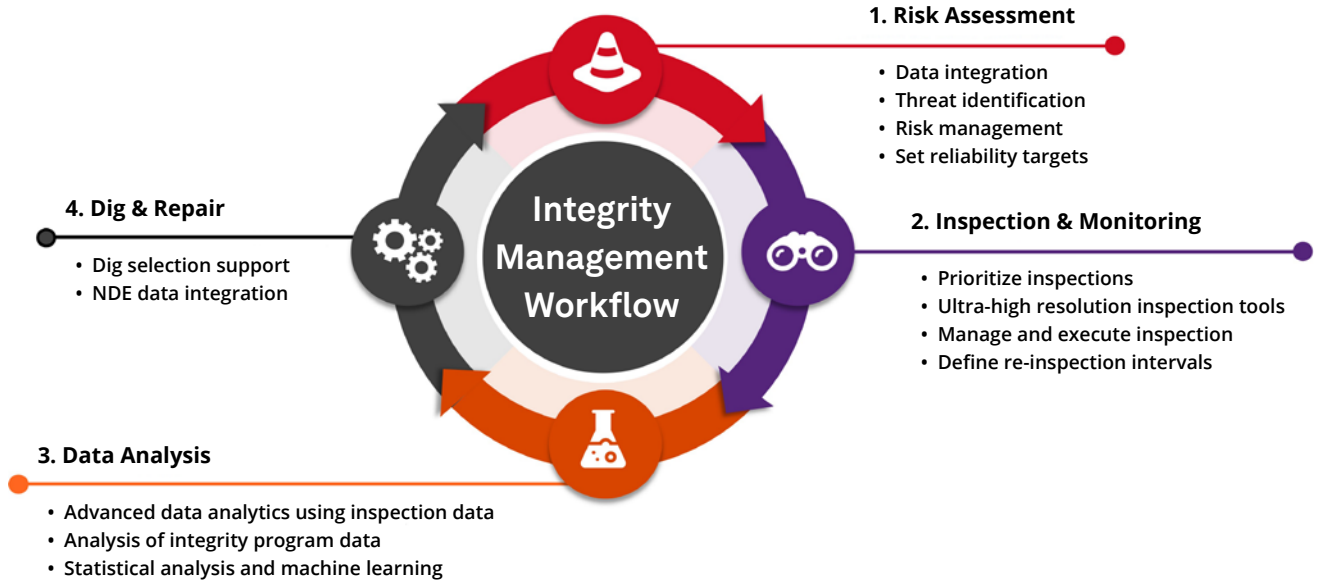 1. Risk Assessment
• Data integration
• Threat identification
• Risk management
• Set reliability targets
Integrity
Management
Workflow
2. Inspection & Monitoring
• Prioritize inspections
• Ultra-high resolution inspection tools
• Manage and execute inspection
• Define re-inspection intervals
3. Data Analysis
• Advanced data analytics using inspection data
• Analysis of integrity program data
• Statistical analysis and machine learning
4. Dig & Repair
• Dig selection support
• NDE data integration